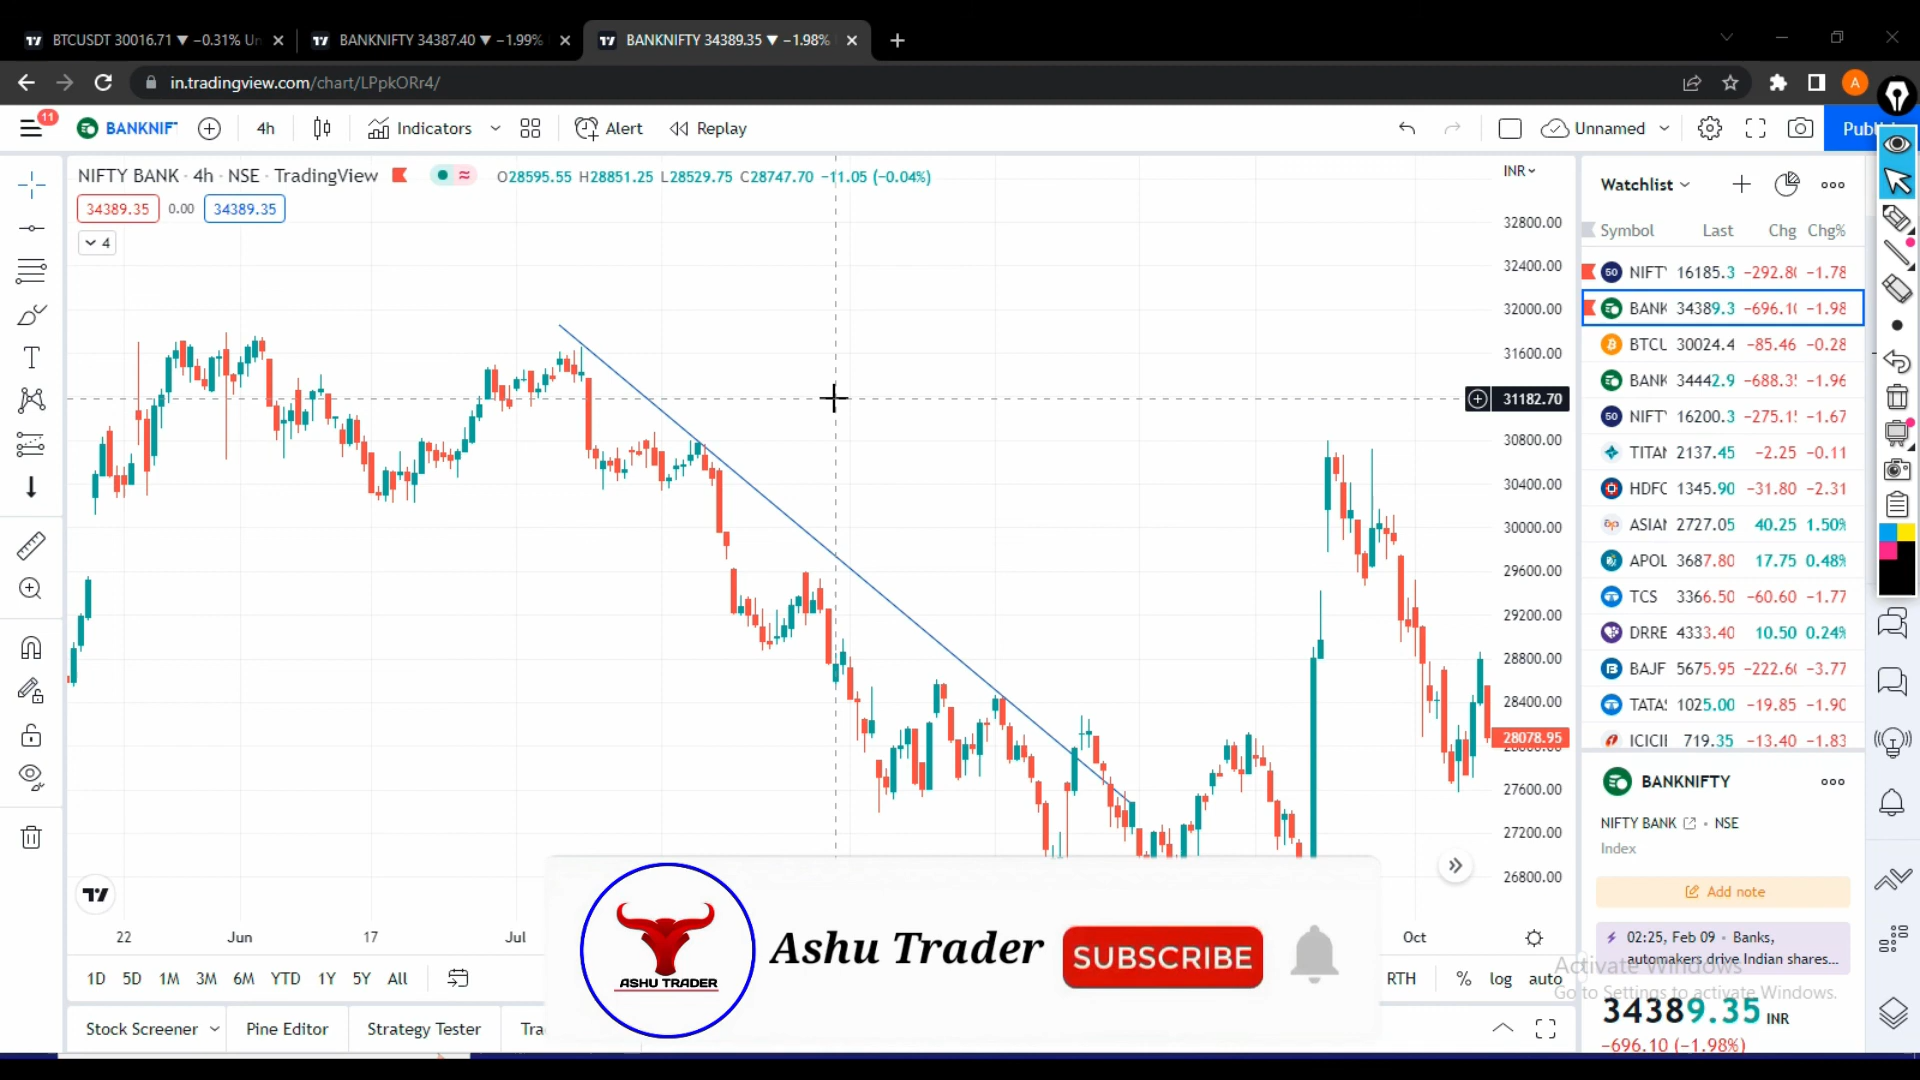 BTCUSDT 30016.71 ▼ −0.31% Un
BANKNIFTY 34387.40 ▼ −1.99%
BANKNIFTY 34389.35 ▼ −1.98%
in.tradingview.com/chart/LPpkORr4/
A
11
BANKNIF
4h
Indicators
Alert
Replay
Unnamed
Publ
NIFTY BANK · 4h · NSE · TradingView
O28595.55 H28851.25 L28529.75 C28747.70 −11.05 (−0.04%)
34389.35 0.00 34389.35
4
INR
32800.00
32400.00
32000.00
31600.00
31182.70
30800.00
30400.00
30000.00
29600.00
29200.00
28800.00
28400.00
28078.95
27600.00
27200.00
26800.00
22 Jun 17 Jul Oct
1D 5D 1M 3M 6M YTD 1Y 5Y All
RTH % log auto
Stock Screener
Pine Editor
Strategy Tester
Tra
ASHU TRADER
Ashu Trader
SUBSCRIBE
Watchlist
Symbol Last Chg Chg%
50 NIFT 16185.3 −292.80 −1.78
BANK 34389.3 −696.10 −1.98
BTCU 30024.4 −85.46 −0.28
BANK 34442.9 −688.3 −1.96
50 NIFT 16200.3 −275.1 −1.67
TITAN 2137.45 −2.25 −0.11
HDFC 1345.90 −31.80 −2.31
ASIAN 2727.05 40.25 1.50%
APOL 3687.80 17.75 0.48%
TCS 3366.50 −60.60 −1.77
DRRE 4333.40 10.50 0.24%
BAJF 5675.95 −222.60 −3.77
TATA 1025.00 −19.85 −1.90
ICICI 719.35 −13.40 −1.83
BANKNIFTY
NIFTY BANK · NSE
Index
Add note
02:25, Feb 09 · Banks,
automakers drive Indian shares...
Activate Windows
Go to Settings to activate Windows.
34389.35 INR
−696.10 (−1.98%)